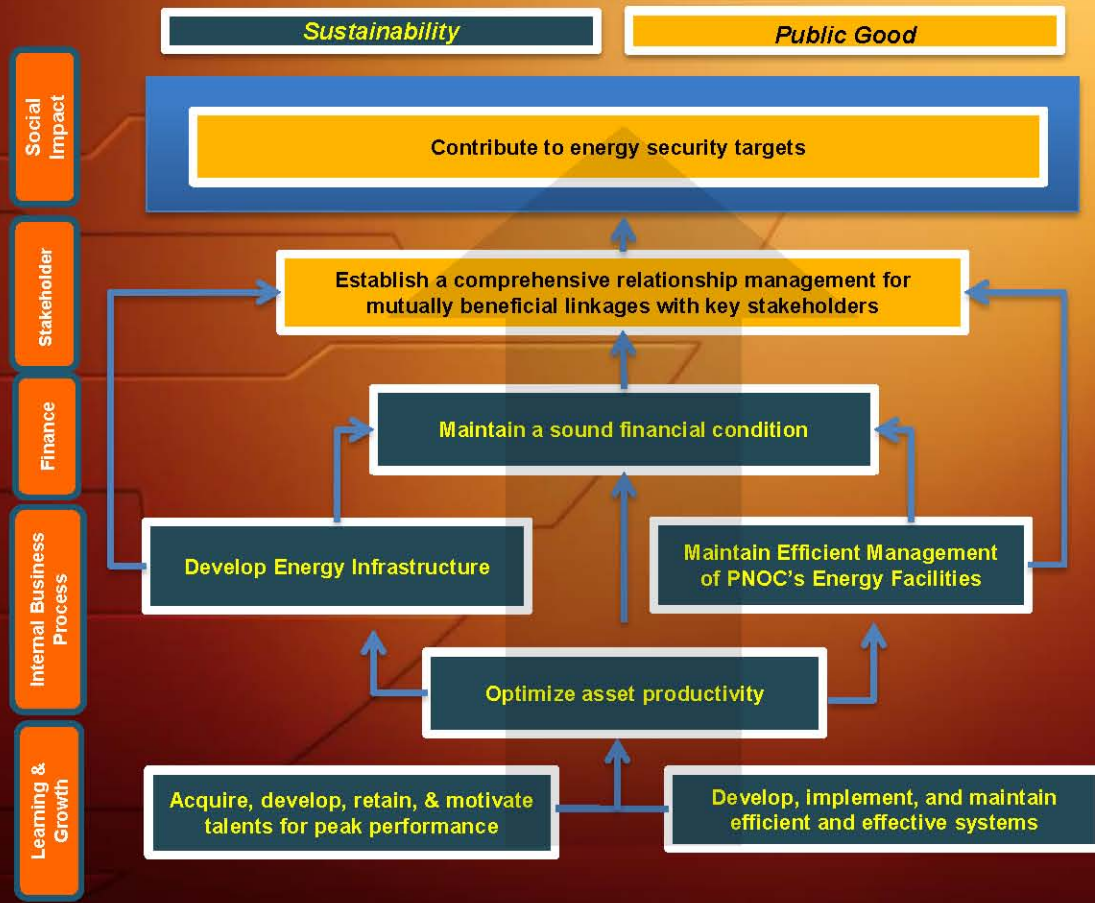 Sustainability
Public Good
Social
Impact
Contribute to energy security targets
Stakeholder
Establish a comprehensive relationship management for
mutually beneficial linkages with key stakeholders
Finance
Maintain a sound financial condition
Internal Business
Process
Develop Energy Infrastructure
Maintain Efficient Management
of PNOC's Energy Facilities
Optimize asset productivity
Learning &
Growth
Acquire, develop, retain, & motivate
talents for peak performance
Develop, implement, and maintain
efficient and effective systems